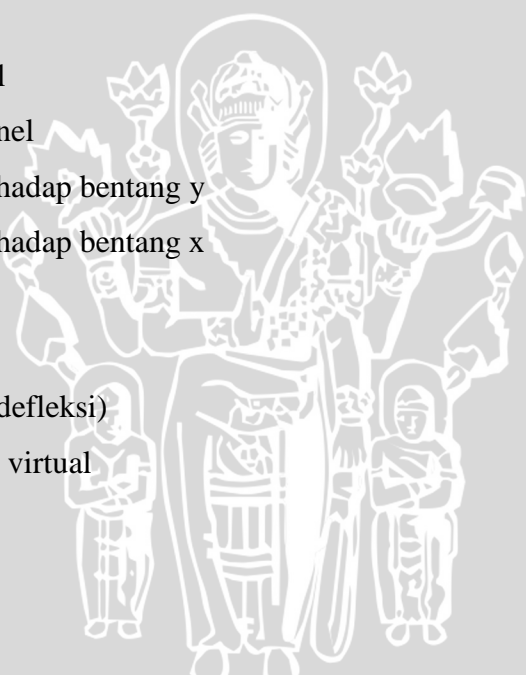 l
nel
hadap bentang y
hadap bentang x
defleksi)
virtual